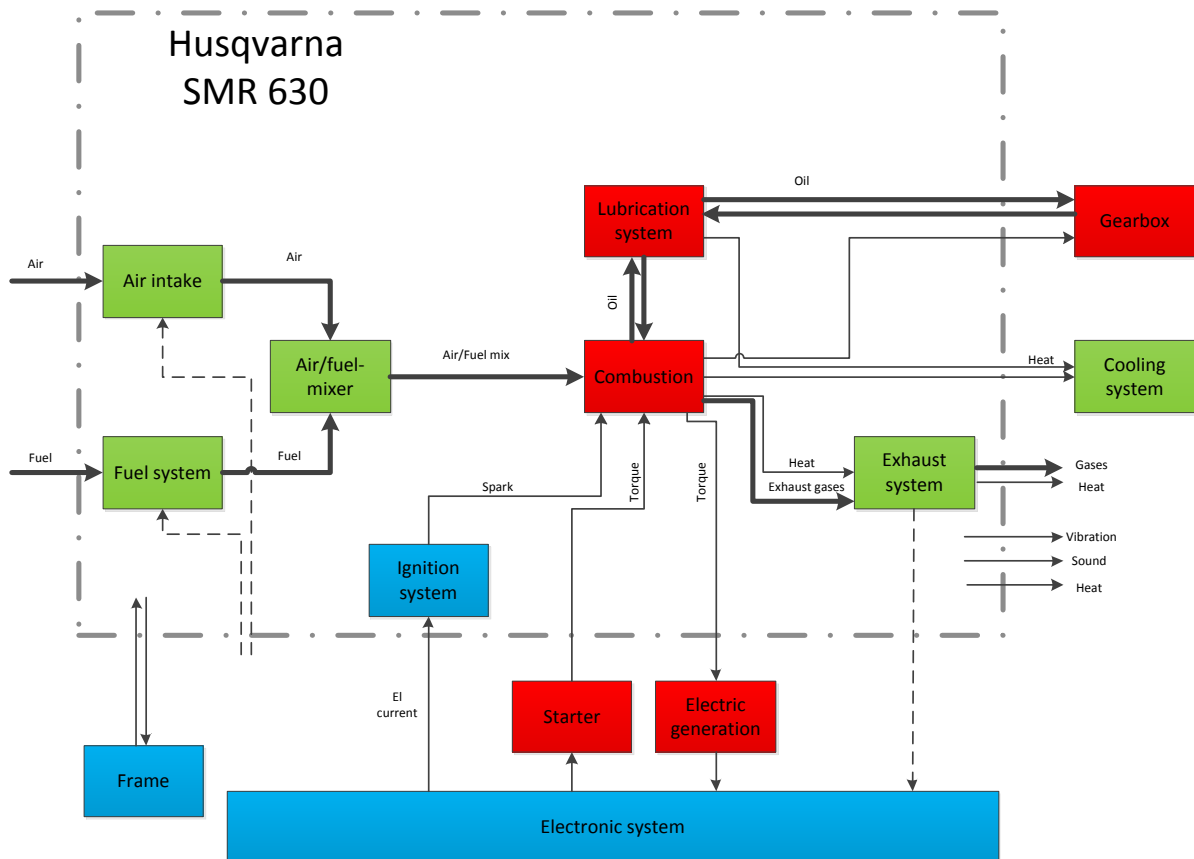 Husqvarna
SMR 630
Oil
Lubrication
system
Gearbox
Air
Air
Air intake
Oil
Air/fuel-
mixer
Air/Fuel mix
Combustion
Heat
Cooling
system
Fuel
Fuel system
Fuel
Spark
Torque
Torque
Heat
Exhaust gases
Exhaust
system
Gases
Heat
Vibration
Sound
Heat
Ignition
system
El
current
Starter
Electric
generation
Frame
Electronic system